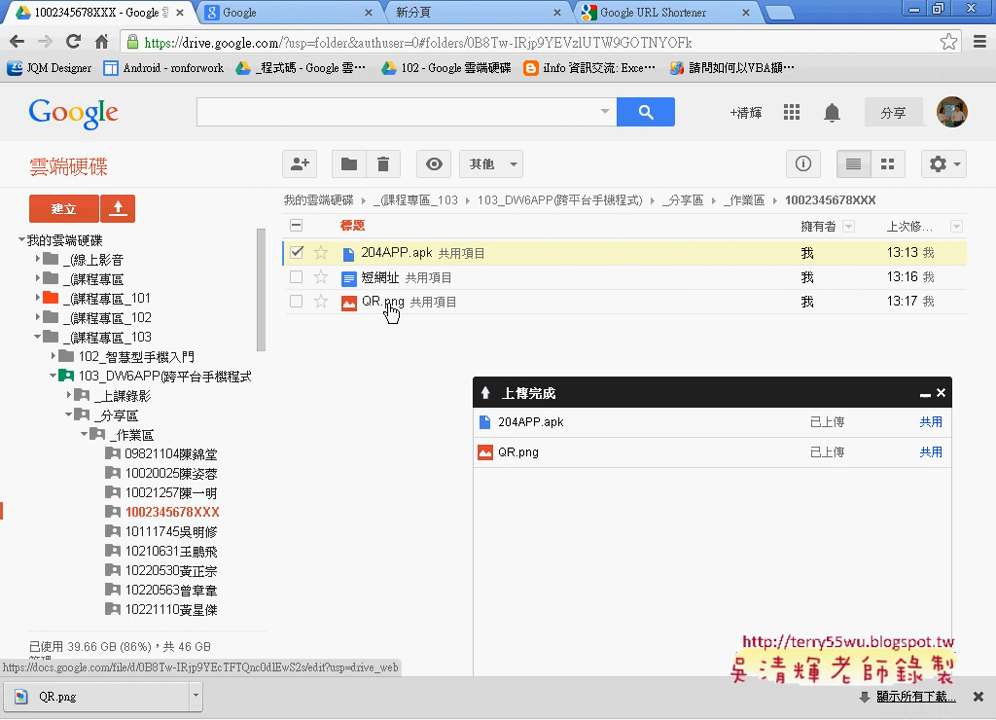 1002345678XXX - Google 雲
Google
新分頁
Google URL Shortener
https://drive.google.com/?usp=folder&authuser=0#folders/0B8Tw-IRjp9YEVzlUTW9GOTNYOFk
JQM Designer
Android - ronforwork
_程式碼 - Google 雲…
102 - Google 雲端硬碟
iInfo 資訊交流: Exce…
請問如何以VBA擷…
Google
+清輝
分享
雲端硬碟
其他
建立
我的雲端硬碟 > _(課程專區_103 > 103_DW6APP(跨平台手機程式) > _分享區 > _作業區 > 1002345678XXX
標題
擁有者
上次修...
204APP.apk 共用項目
我
13:13 我
短網址 共用項目
我
13:16 我
QR.png 共用項目
我
13:17 我
我的雲端硬碟
_(線上影音
_(課程專區
_(課程專區_101
_(課程專區_102
_(課程專區_103
102_智慧型手機入門
103_DW6APP(跨平台手機程式
_上課錄影
_分享區
_作業區
09821104陳錦堂
10020025陳姿蓉
10021257陳一明
1002345678XXX
10111745吳明修
10210631王鵬飛
10220530黃正宗
10220563曾章韋
10221110黃星傑
上傳完成
204APP.apk
已上傳
共用
QR.png
已上傳
共用
已使用 39.66 GB (86%)，共 46 GB
https://docs.google.com/file/d/0B8Tw-IRjp9YEcTFTQnc0dlEwS2s/edit?usp=drive_web
http://terry55wu.blogspot.tw
吳清輝老師錄製
QR.png
顯示所有下載...